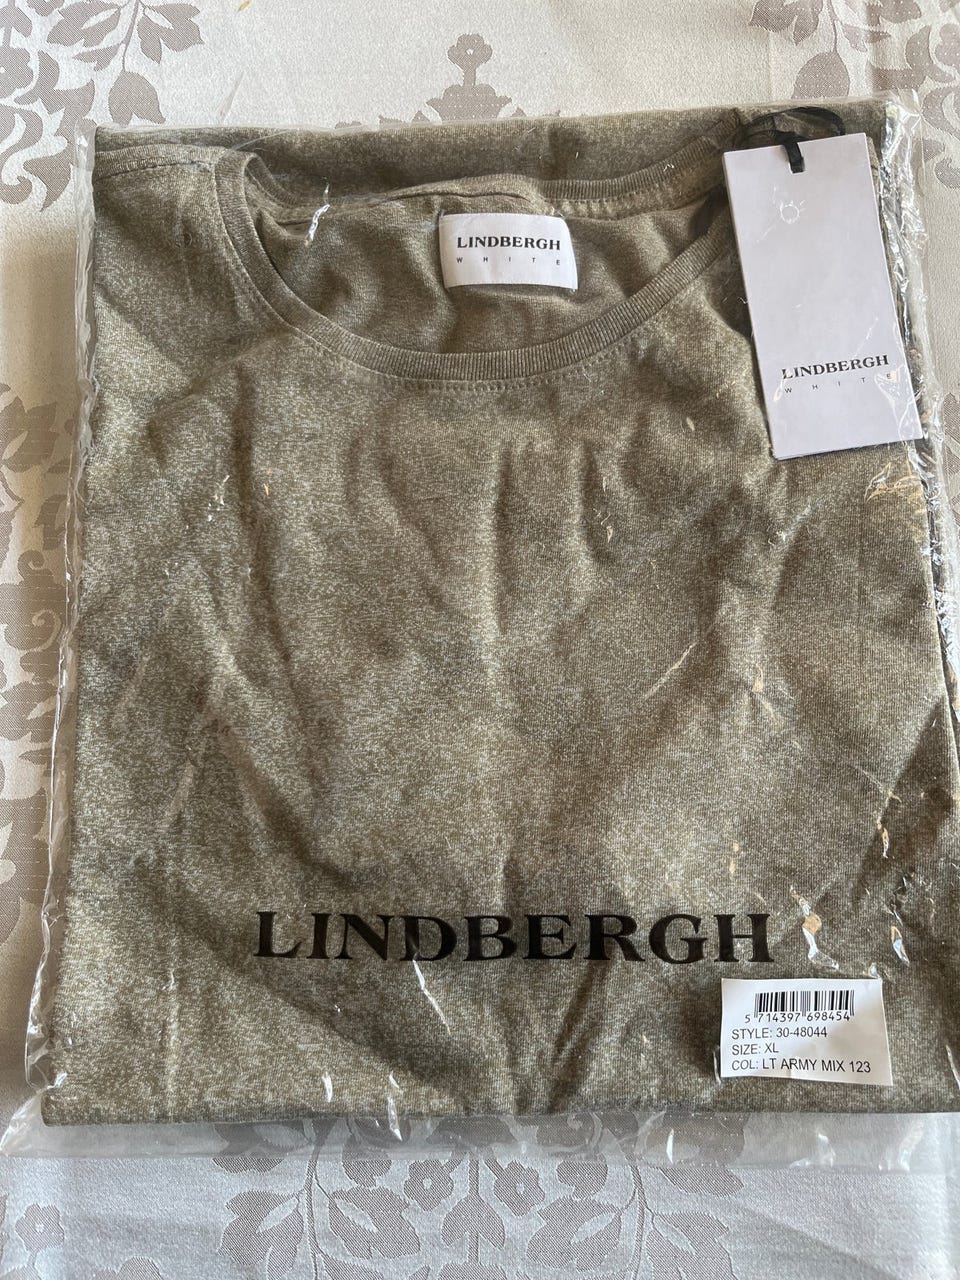 LINDBERGH
WHITE
LINDBERGH
WHITE
LINDBERGH
5 714397 698454
STYLE: 30-48044
SIZE: XL
COL: LT ARMY MIX 123